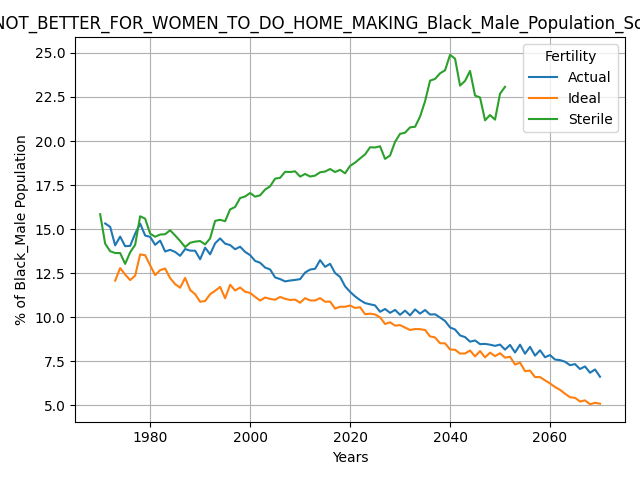 NOT_BETTER_FOR_WOMEN_TO_DO_HOME_MAKING_Black_Male_Population_Sc
% of Black_Male Population
25.0
22.5
20.0
17.5
15.0
12.5
10.0
7.5
5.0
Fertility
Actual
Ideal
Sterile
1980
2000
2020
2040
2060
Years